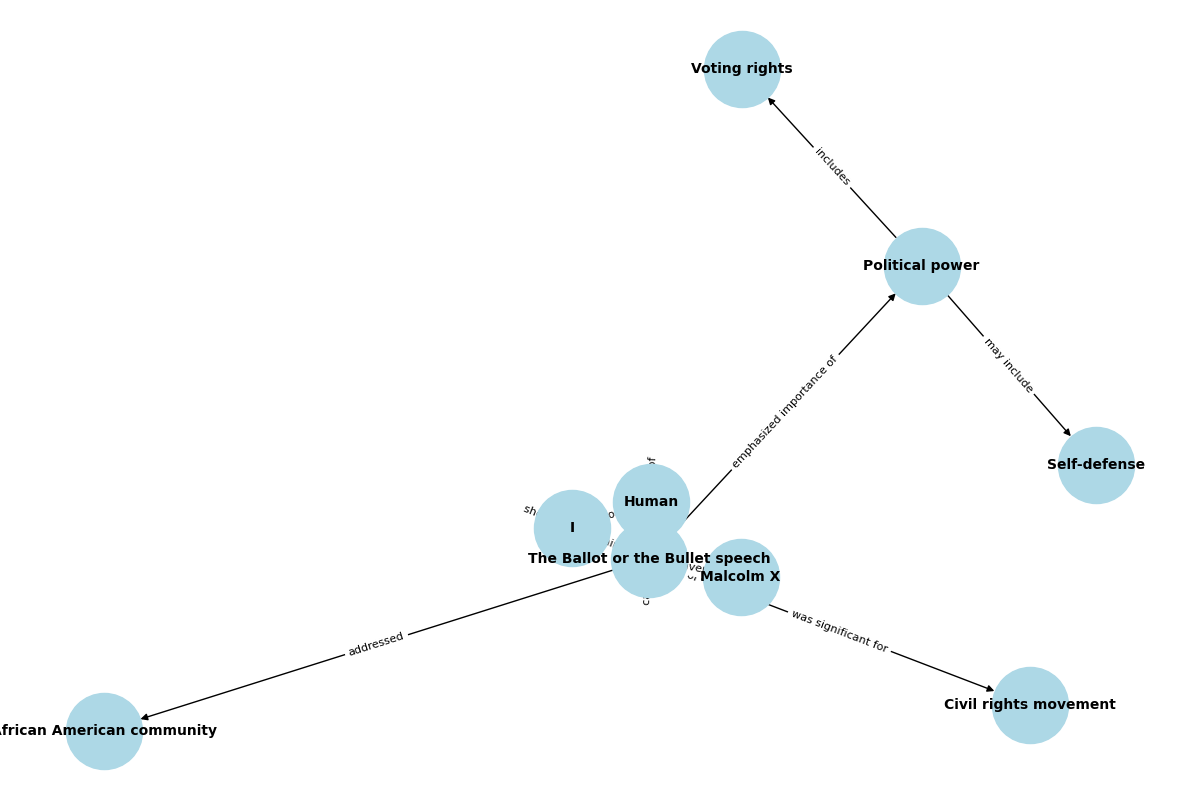 Voting rights
includes
Political power
may include
emphasized importance of
Self-defense
of
Human
I
The Ballot or the Bullet speech
Malcolm X
addressed
was significant for
Civil rights movement
African American community